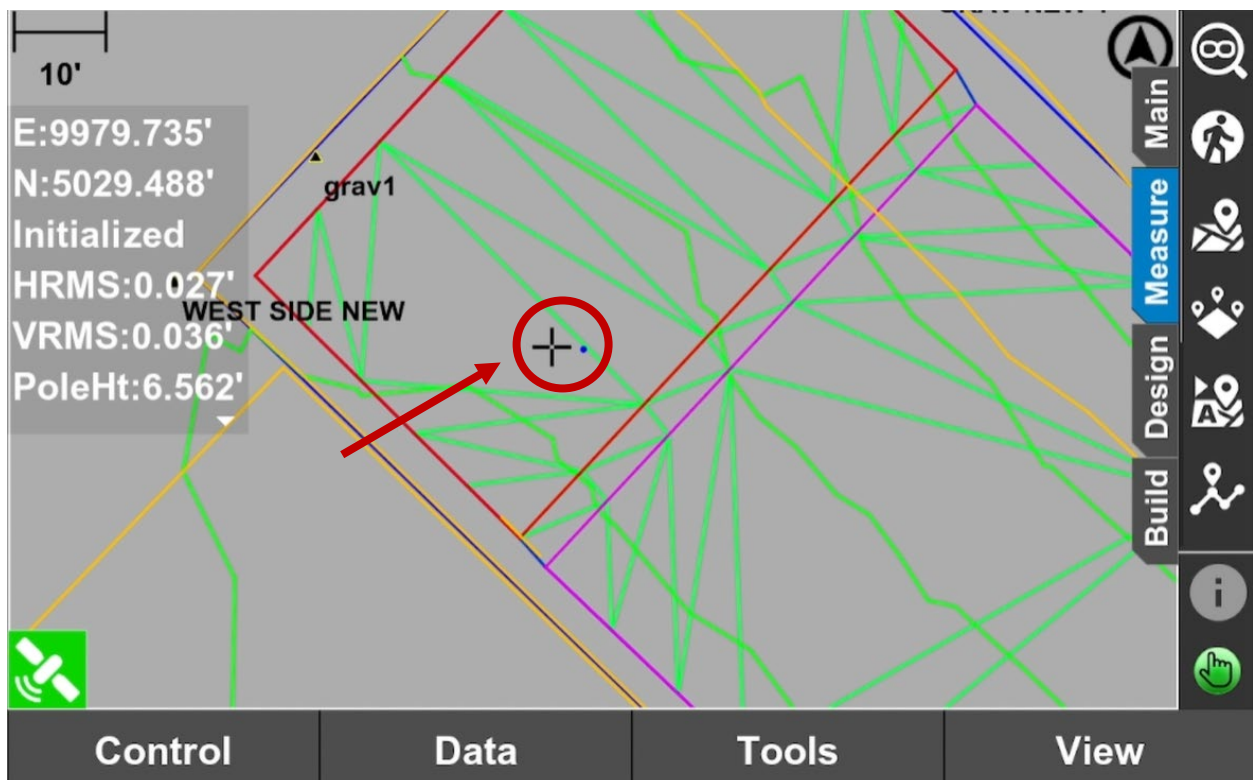 10'
E:9979.735'
N:5029.488'
Initialized
HRMS:0.027'
VRMS:0.036'
PoleHt:6.562'
grav1
WEST SIDE NEW
Main
Measure
Design
Build
A
i
Control
Data
Tools
View